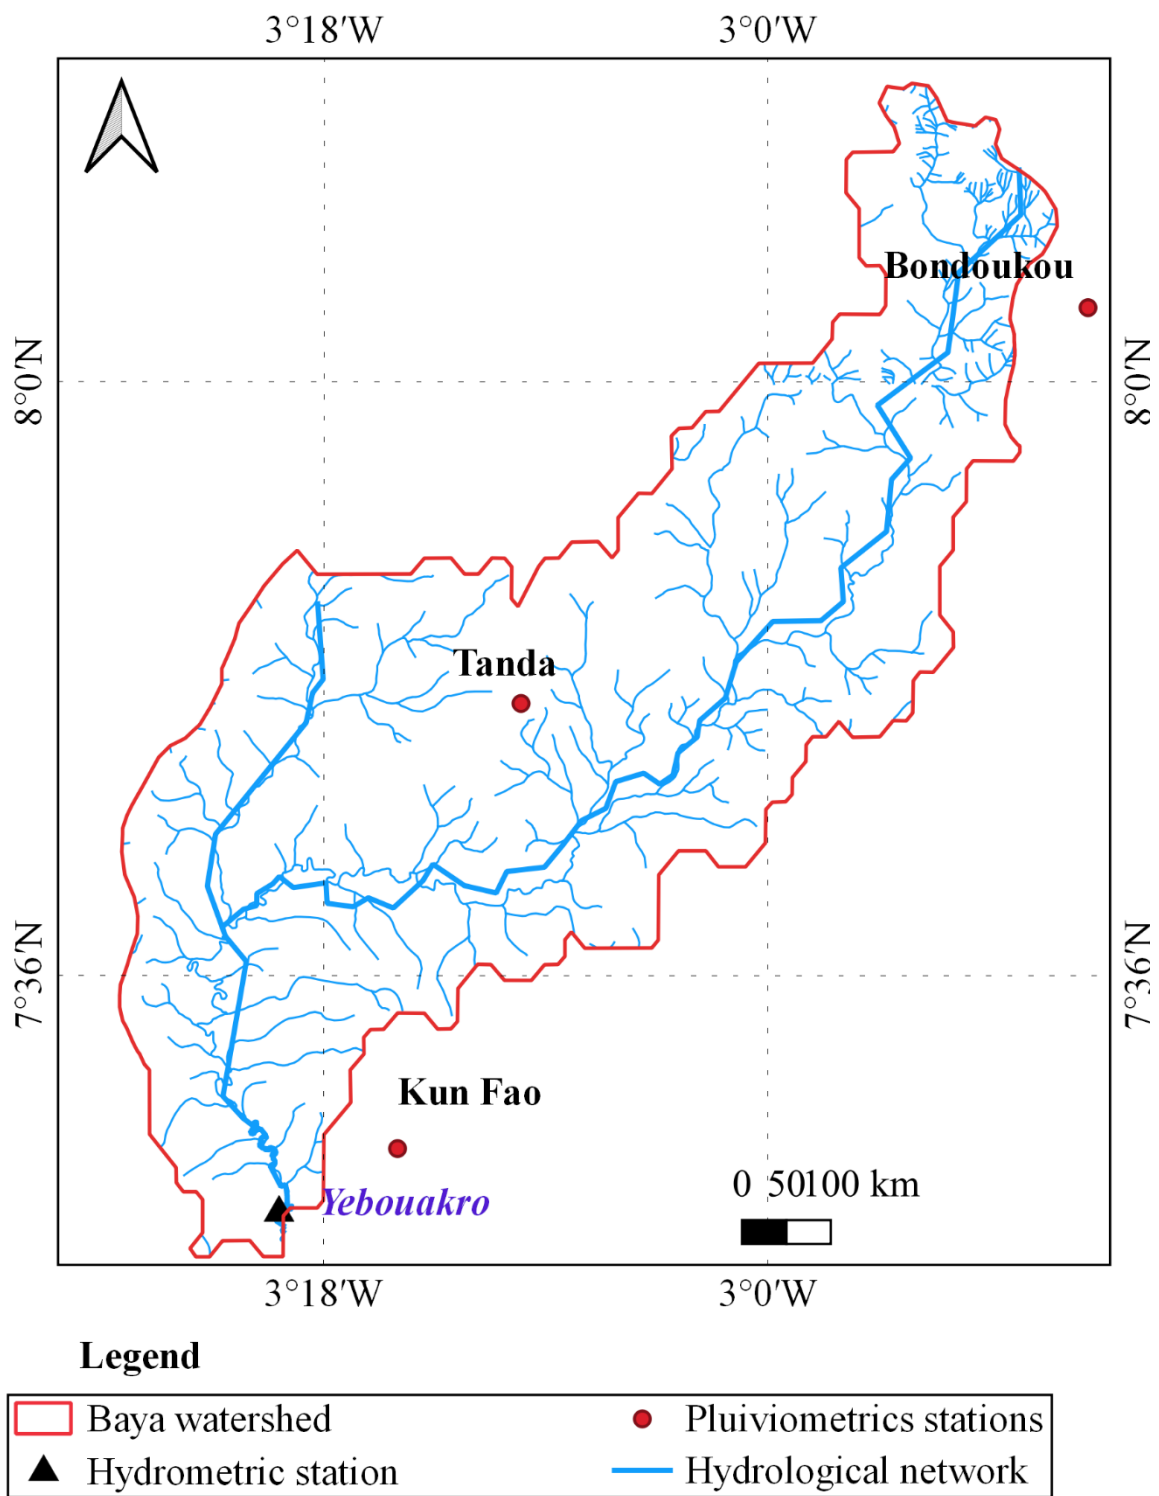 3°18′W 3°0′W
Bondoukou
8°0′N 8°0′N
Tanda
7°36′N 7°36′N
Kun Fao
0 50100 km
Yebouakro
3°18′W 3°0′W
Legend
Baya watershed Pluiviometrics stations
Hydrometric station Hydrological network